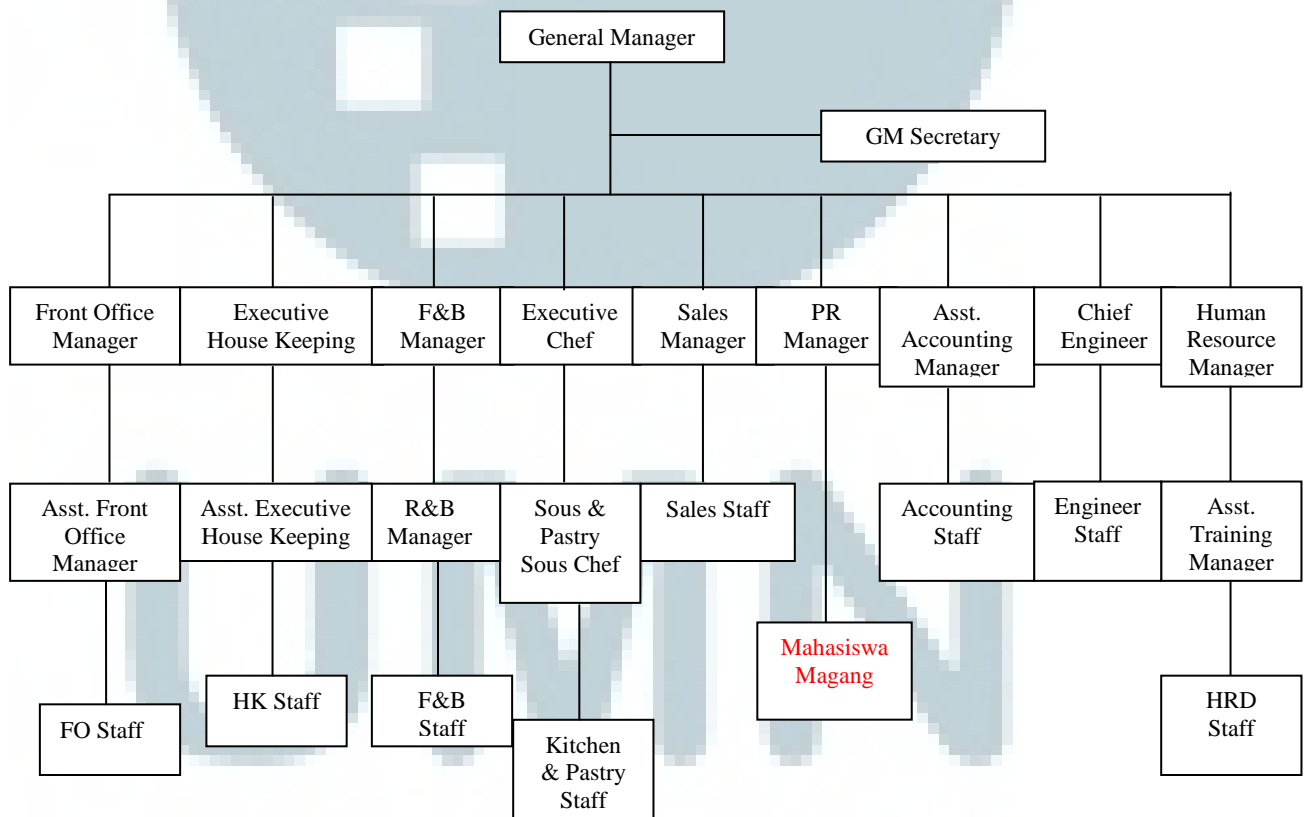 General Manager
GM Secretary
Front Office
Manager
Executive
House Keeping
F&B
Manager
Executive
Chef
Sales
Manager
PR
Manager
Asst.
Accounting
Manager
Chief
Engineer
Human
Resource
Manager
Asst. Front
Office
Manager
Asst. Executive
House Keeping
R&B
Manager
Sous &
Pastry
Sous Chef
Sales Staff
Accounting
Staff
Engineer
Staff
Asst.
Training
Manager
Mahasiswa
Magang
FO Staff
HK Staff
F&B
Staff
Kitchen
& Pastry
Staff
HRD
Staff
UMN